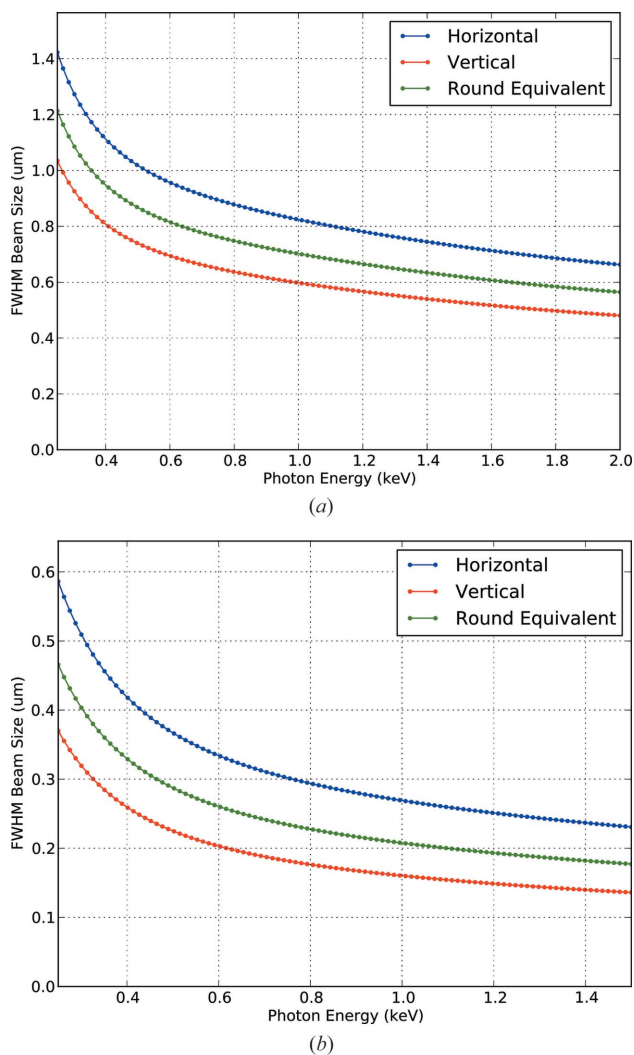 1.4
1.2
1.0
0.8
0.6
0.4
0.2
0.0
FWHM Beam Size (um)
Horizontal
Vertical
Round Equivalent
0.4 0.6 0.8 1.0 1.2 1.4 1.6 1.8 2.0
Photon Energy (keV)
(a)
0.6
0.5
0.4
0.3
0.2
0.1
0.0
FWHM Beam Size (um)
Horizontal
Vertical
Round Equivalent
0.4 0.6 0.8 1.0 1.2 1.4
Photon Energy (keV)
(b)